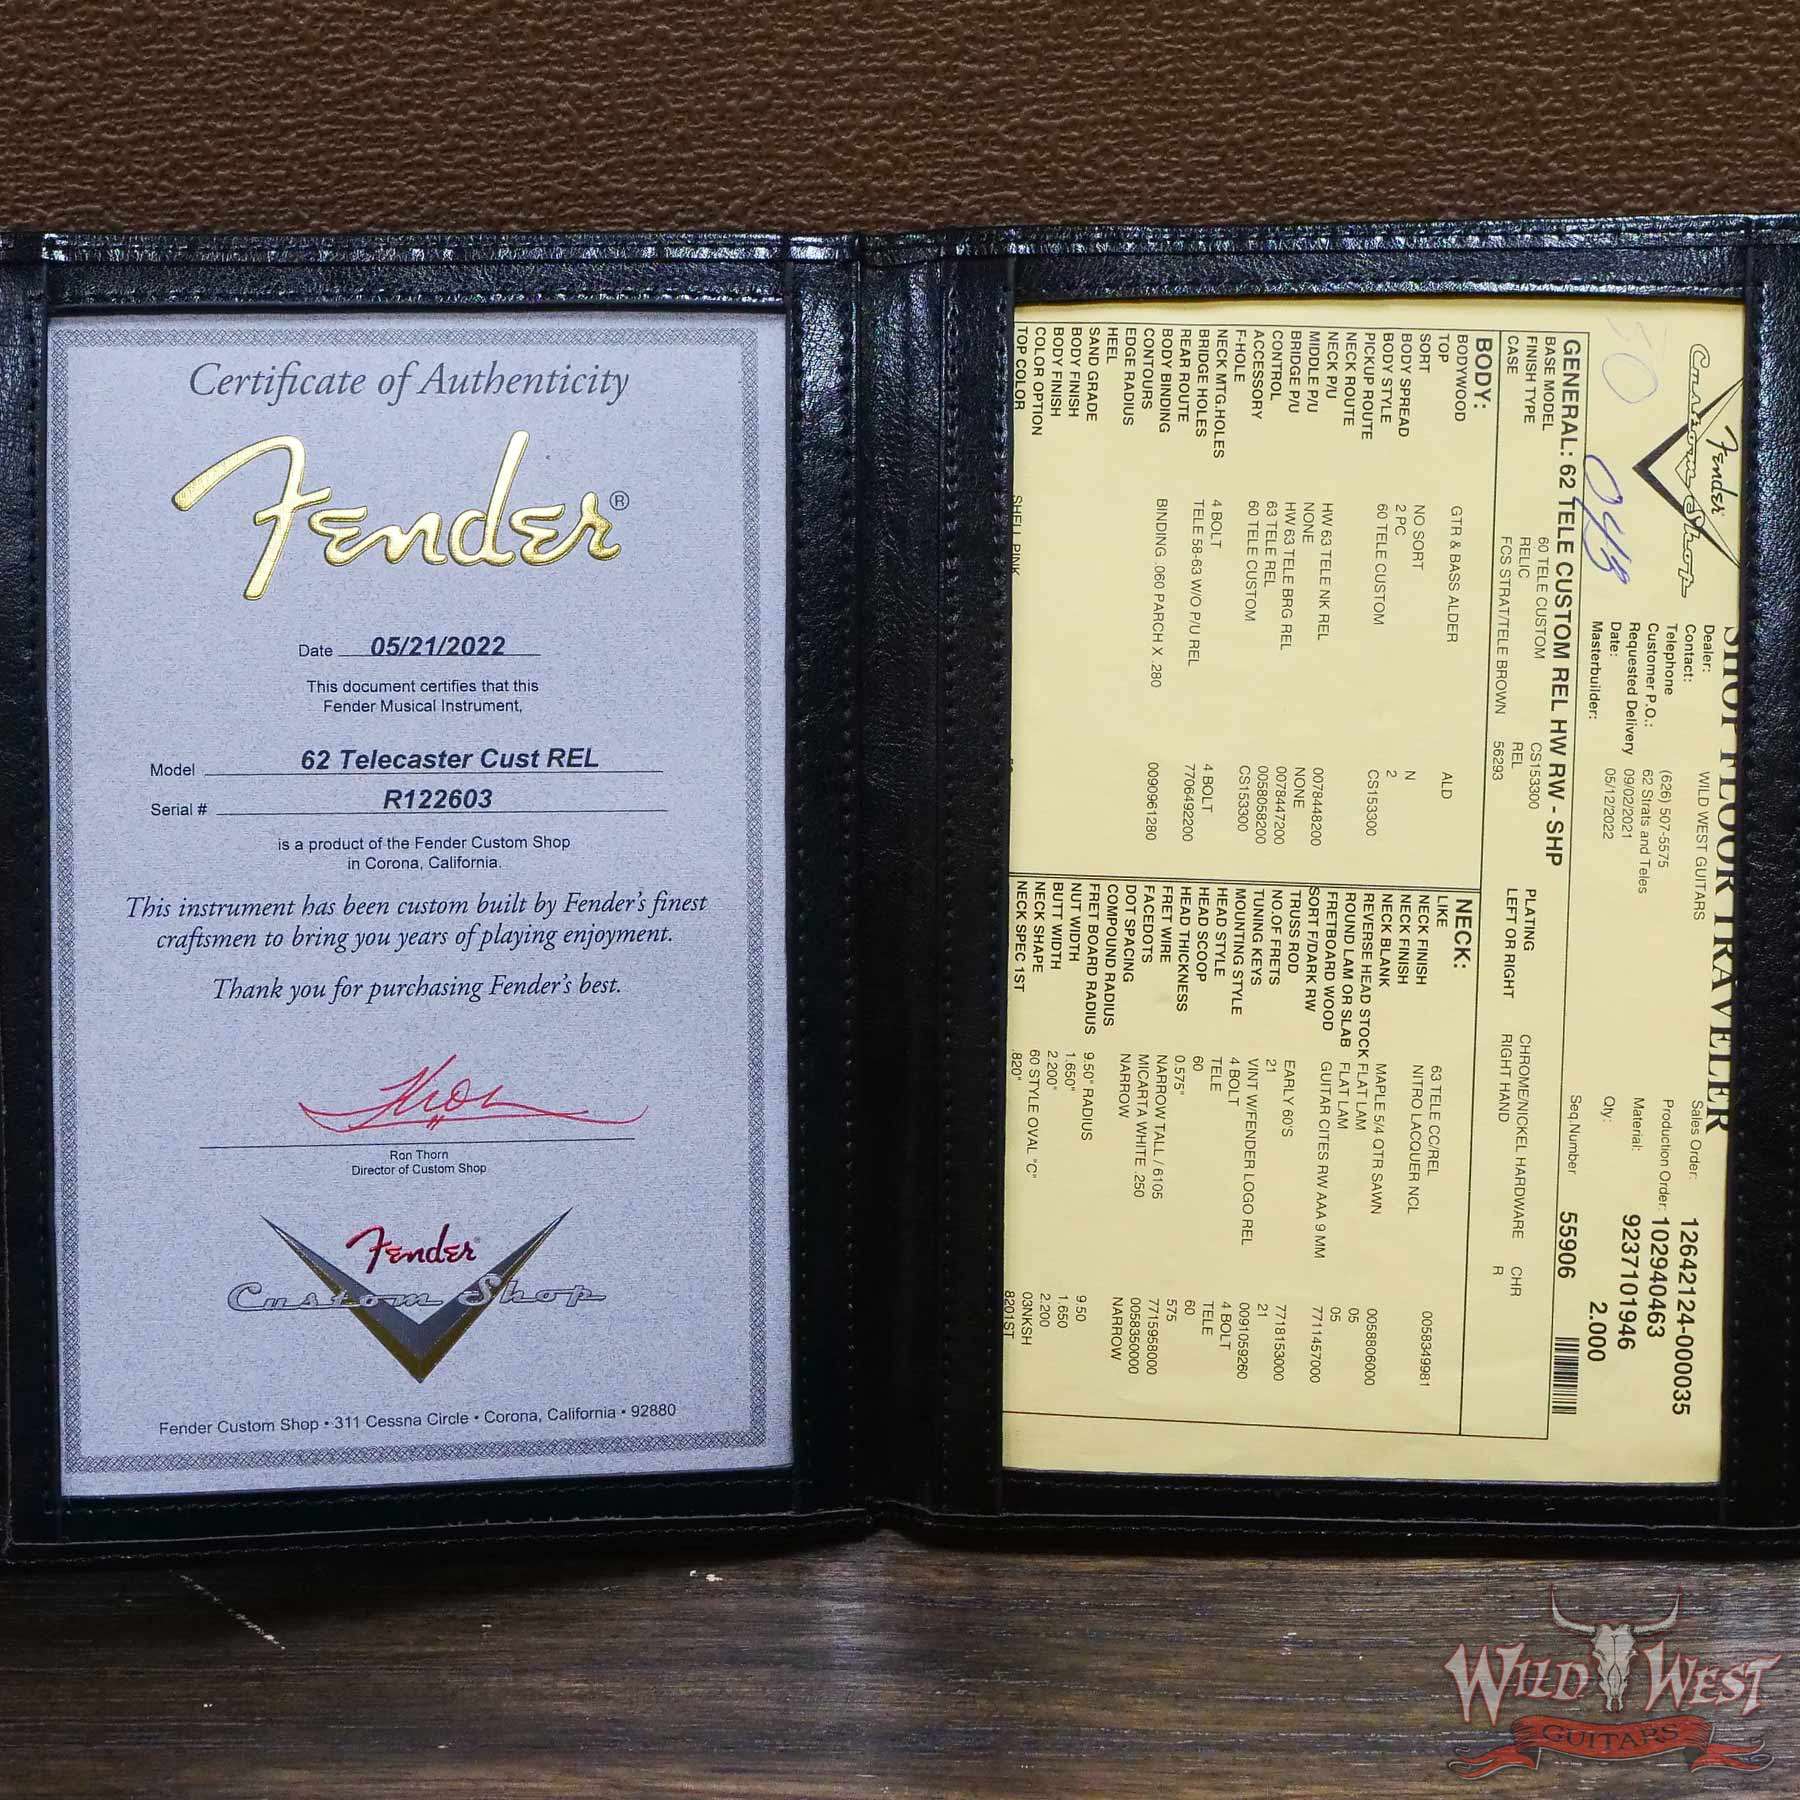 Certificate of Authenticity
Fender®
Date 05/21/2022
This document certifies that this
Fender Musical Instrument,
Model 62 Telecaster Cust REL
Serial # R122603
is a product of the Fender Custom Shop
in Corona, California.
This instrument has been custom built by Fender's finest
craftsmen to bring you years of playing enjoyment.
Thank you for purchasing Fender's best.
Ron Thorn
Director of Custom Shop
Fender
Custom Shop
Fender Custom Shop • 311 Cessna Circle • Corona, California • 92880
Fender
Custom Shop
SHOP FLOOR TRAVELER
Dealer: WILD WEST GUITARS
Contact:
Telephone (626) 507-5575
Customer P.O.: 62 Strats and Teles
Requested Delivery 09/02/2021
Date: 05/12/2022
Masterbuilder:
Sales Order: 12642124-000035
Production Order: 102940463
Material: 9237101946
Qty: 2.000
GENERAL: 62 TELE CUSTOM REL HW RW - SHP Seq.Number 55906
BASE MODEL 60 TELE CUSTOM CS153300 PLATING CHROME/NICKEL HARDWARE CHR
FINISH TYPE RELIC REL LEFT OR RIGHT RIGHT HAND R
CASE FCS STRAT/TELE BROWN 56293
BODY:
BODYWOOD GTR & BASS ALDER ALD
TOP
SORT NO SORT N
BODY SPREAD 2 PC 2
BODY STYLE 60 TELE CUSTOM CS153300
PICKUP ROUTE
NECK ROUTE
NECK P/U HW 63 TELE NK REL 0078448200
MIDDLE P/U NONE NONE
BRIDGE P/U HW 63 TELE BRG REL 0078447200
CONTROL 63 TELE REL 0058058200
ACCESSORY 60 TELE CUSTOM CS153300
F-HOLE
NECK MTG.HOLES 4 BOLT 4 BOLT
BRIDGE HOLES TELE 58-63 W/O P/U REL 7706492200
REAR ROUTE
BODY BINDING BINDING .060 PARCH X .280 0090961280
CONTOURS
EDGE RADIUS
HEEL
SAND GRADE
BODY FINISH
BODY FINISH
COLOR OPTION
TOP COLOR SHELL PINK
NECK:
LIKE 63 TELE CC/REL
NECK FINISH NITRO LACQUER NCL 0058349981
NECK FINISH
NECK BLANK MAPLE 5/4 QTR SAWN 0058806000
REVERSE HEAD STOCK FLAT LAM 05
ROUND LAM OR SLAB FLAT LAM 05
FRETBOARD WOOD GUITAR CITES RW AAA 9 MM 7711457000
SORT F/DARK RW
TRUSS ROD EARLY 60'S 7718153000
NO.OF FRETS 21 21
TUNING KEYS VINT W/FENDER LOGO REL 0091059260
MOUNTING STYLE 4 BOLT 4 BOLT
HEAD STYLE TELE TELE
HEAD SCOOP 60 60
HEAD THICKNESS 0.575" 575
FRET WIRE NARROW TALL / 6105 7715958000
FACEDOTS MICARTA WHITE .250 0058350000
DOT SPACING NARROW NARROW
COMPOUND RADIUS
FRET BOARD RADIUS 9.50" RADIUS 9.50
NUT WIDTH 1.650" 1.650
BUTT WIDTH 2.200" 2.200
NECK SHAPE 60 STYLE OVAL "C" 03NKSH
NECK SPEC 1ST .820" 8201ST
WILD WEST
GUITARS